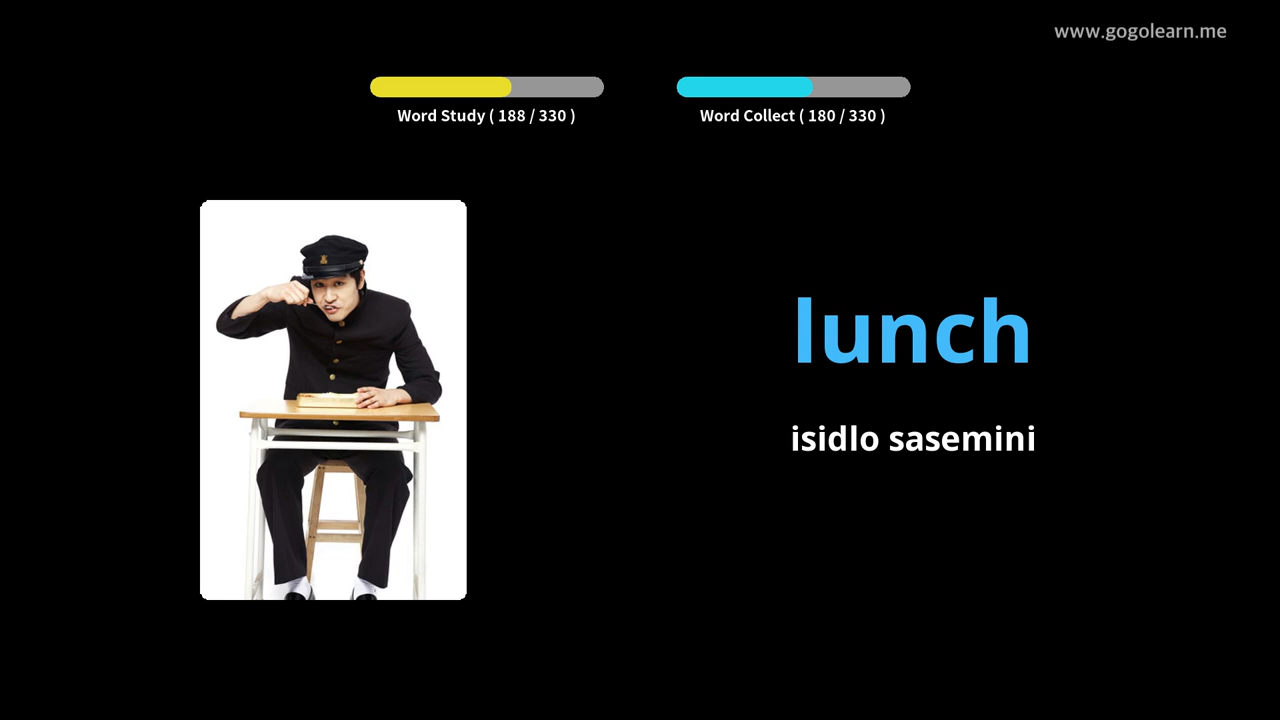 www.gogolearn.me
Word Study ( 188 / 330 )
Word Collect ( 180 / 330 )
lunch
isidlo sasemini